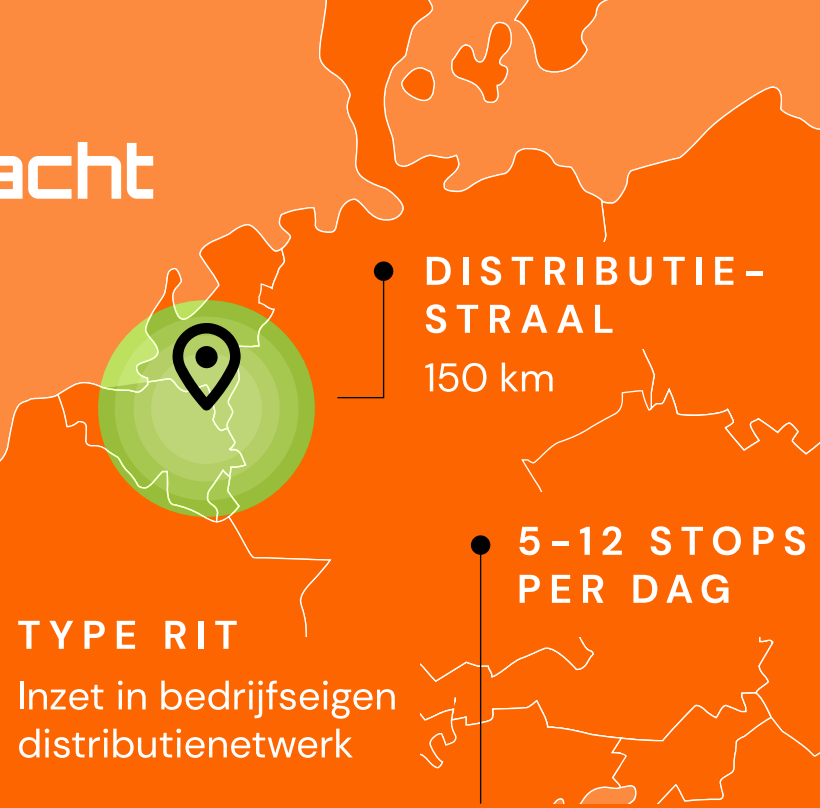 acht
DISTRIBUTIE-
STRAAL
150 km
5-12 STOPS
PER DAG
TYPE RIT
Inzet in bedrijfseigen
distributienetwerk